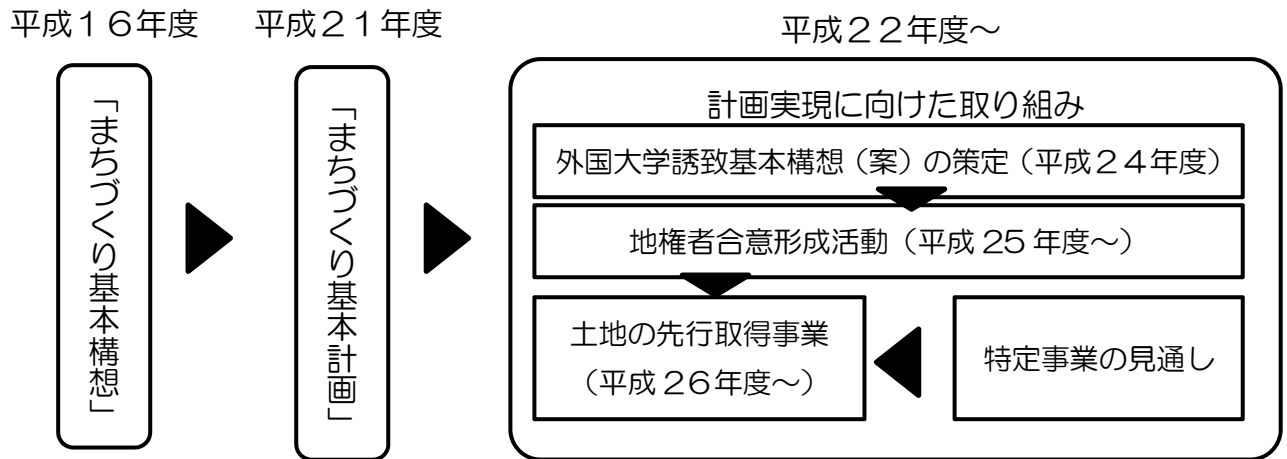 平成１６年度
平成２１年度
平成２２年度～
「まちづくり基本構想」
「まちづくり基本計画」
計画実現に向けた取り組み
外国大学誘致基本構想（案）の策定（平成２４年度）
地権者合意形成活動（平成 25 年度～）
土地の先行取得事業
（平成 26年度～）
特定事業の見通し